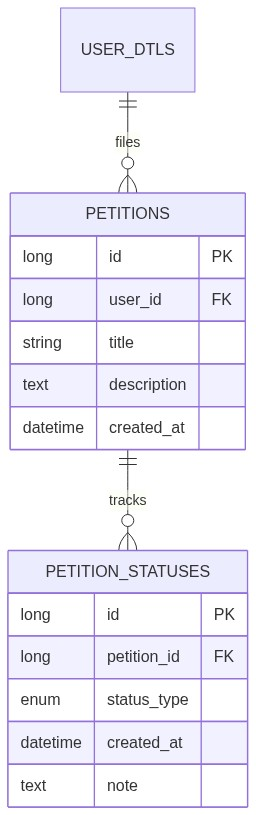 USER_DTLS
files
PETITIONS
long id PK
long user_id FK
string title
text description
datetime created_at
tracks
PETITION_STATUSES
long id PK
long petition_id FK
enum status_type
datetime created_at
text note